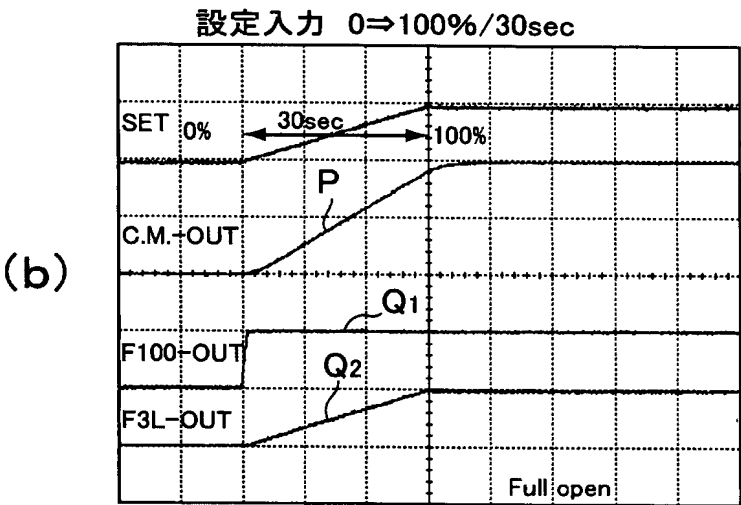 設定入力 0⇒100%/30sec
SET 0%
30sec
100%
P
C.M.-OUT
(b)
Q1
F100-OUT
Q2
F3L-OUT
Full open